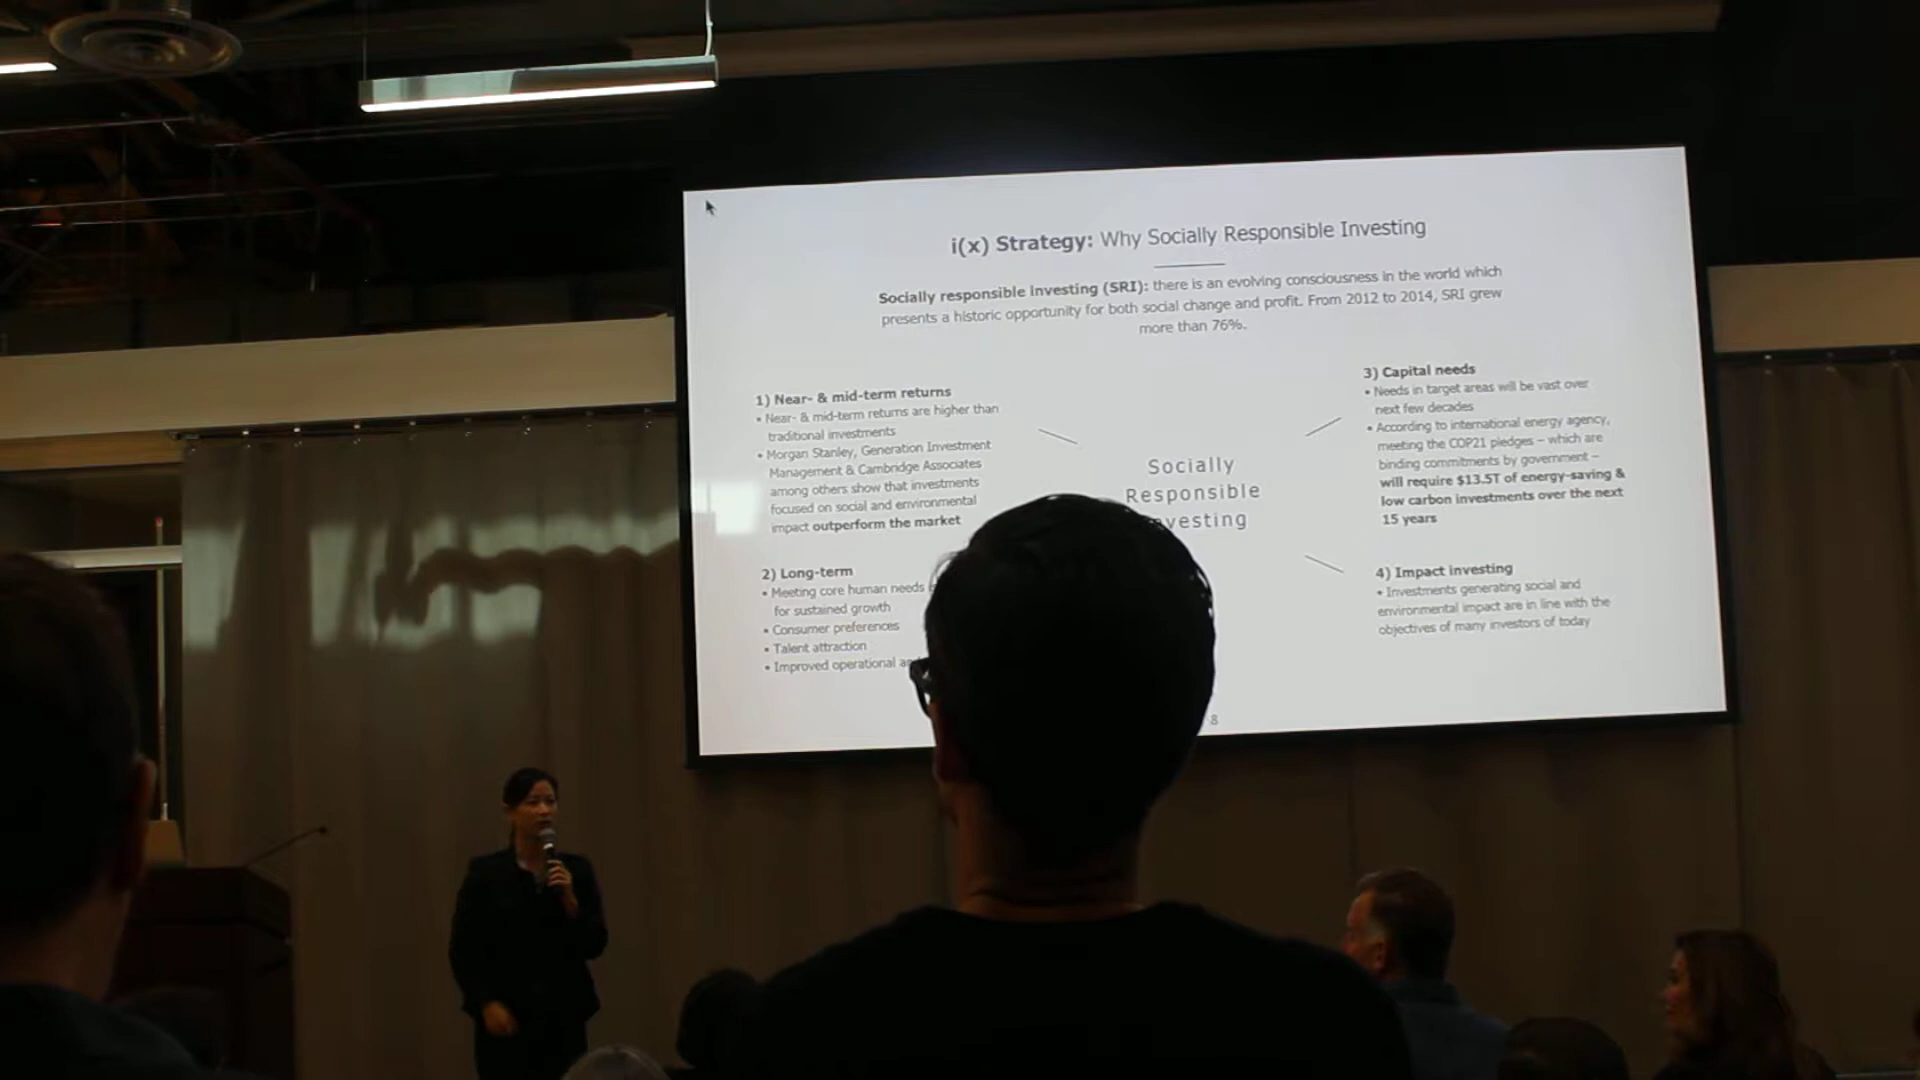 i(x) Strategy: Why Socially Responsible Investing
Socially responsible investing (SRI): there is an evolving consciousness in the world which
presents a historic opportunity for both social change and profit. From 2012 to 2014, SRI grew
more than 76%.
1) Near- & mid-term returns
• Near- & mid-term returns are higher than
traditional investments
• Morgan Stanley, Generation Investment
Management & Cambridge Associates
among others show that investments
focused on social and environmental
impact outperform the market
2) Long-term
• Meeting core human needs
for sustained growth
• Consumer preferences
• Talent attraction
• Improved operational
Socially
Responsible
vesting
3) Capital needs
• Needs in target areas will be vast over
next few decades
• According to international energy agency,
meeting the COP21 pledges – which are
binding commitments by government –
will require $13.5T of energy-saving &
low carbon investments over the next
15 years
4) Impact investing
• Investments generating social and
environmental impact are in line with the
objectives of many investors of today
8